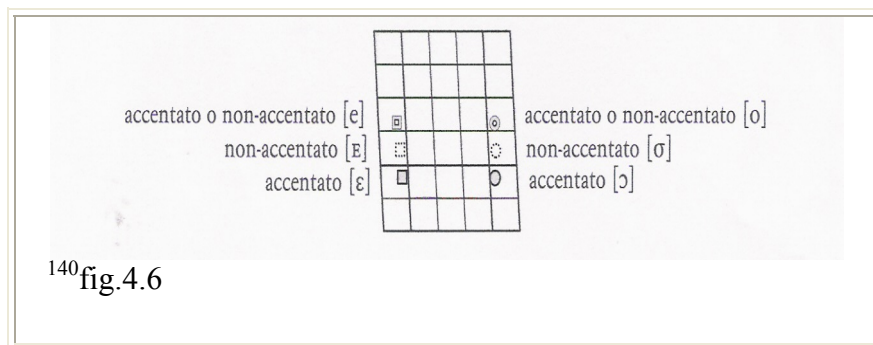 accentato o non-accentato [e] accentato o non-accentato [o]
non-accentato [ᴇ] non-accentato [σ]
accentato [ɛ] accentato [ɔ]
140fig.4.6